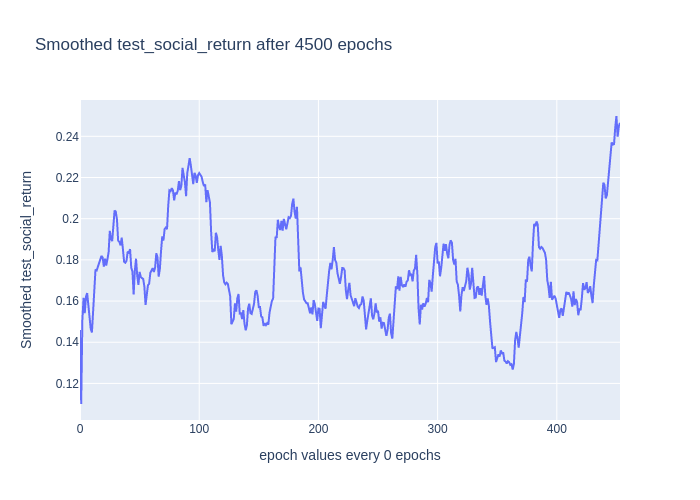 Smoothed test_social_return after 4500 epochs
Smoothed test_social_return
0.24
0.22
0.2
0.18
0.16
0.14
0.12
0 100 200 300 400
epoch values every 0 epochs